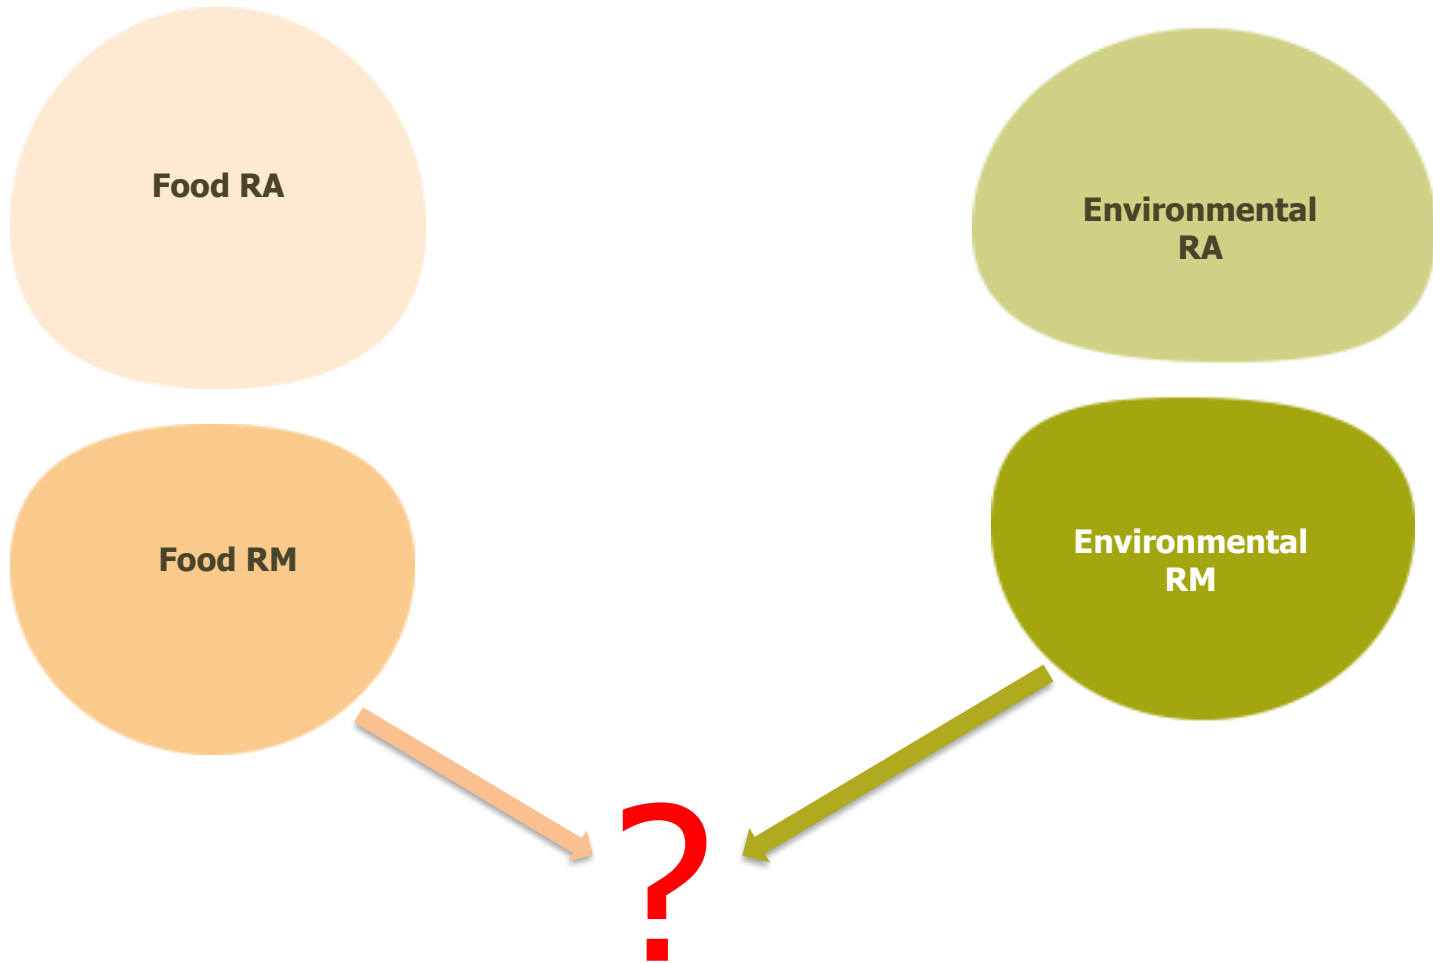 Food RA
Environmental
RA
Food RM
Environmental
RM
?